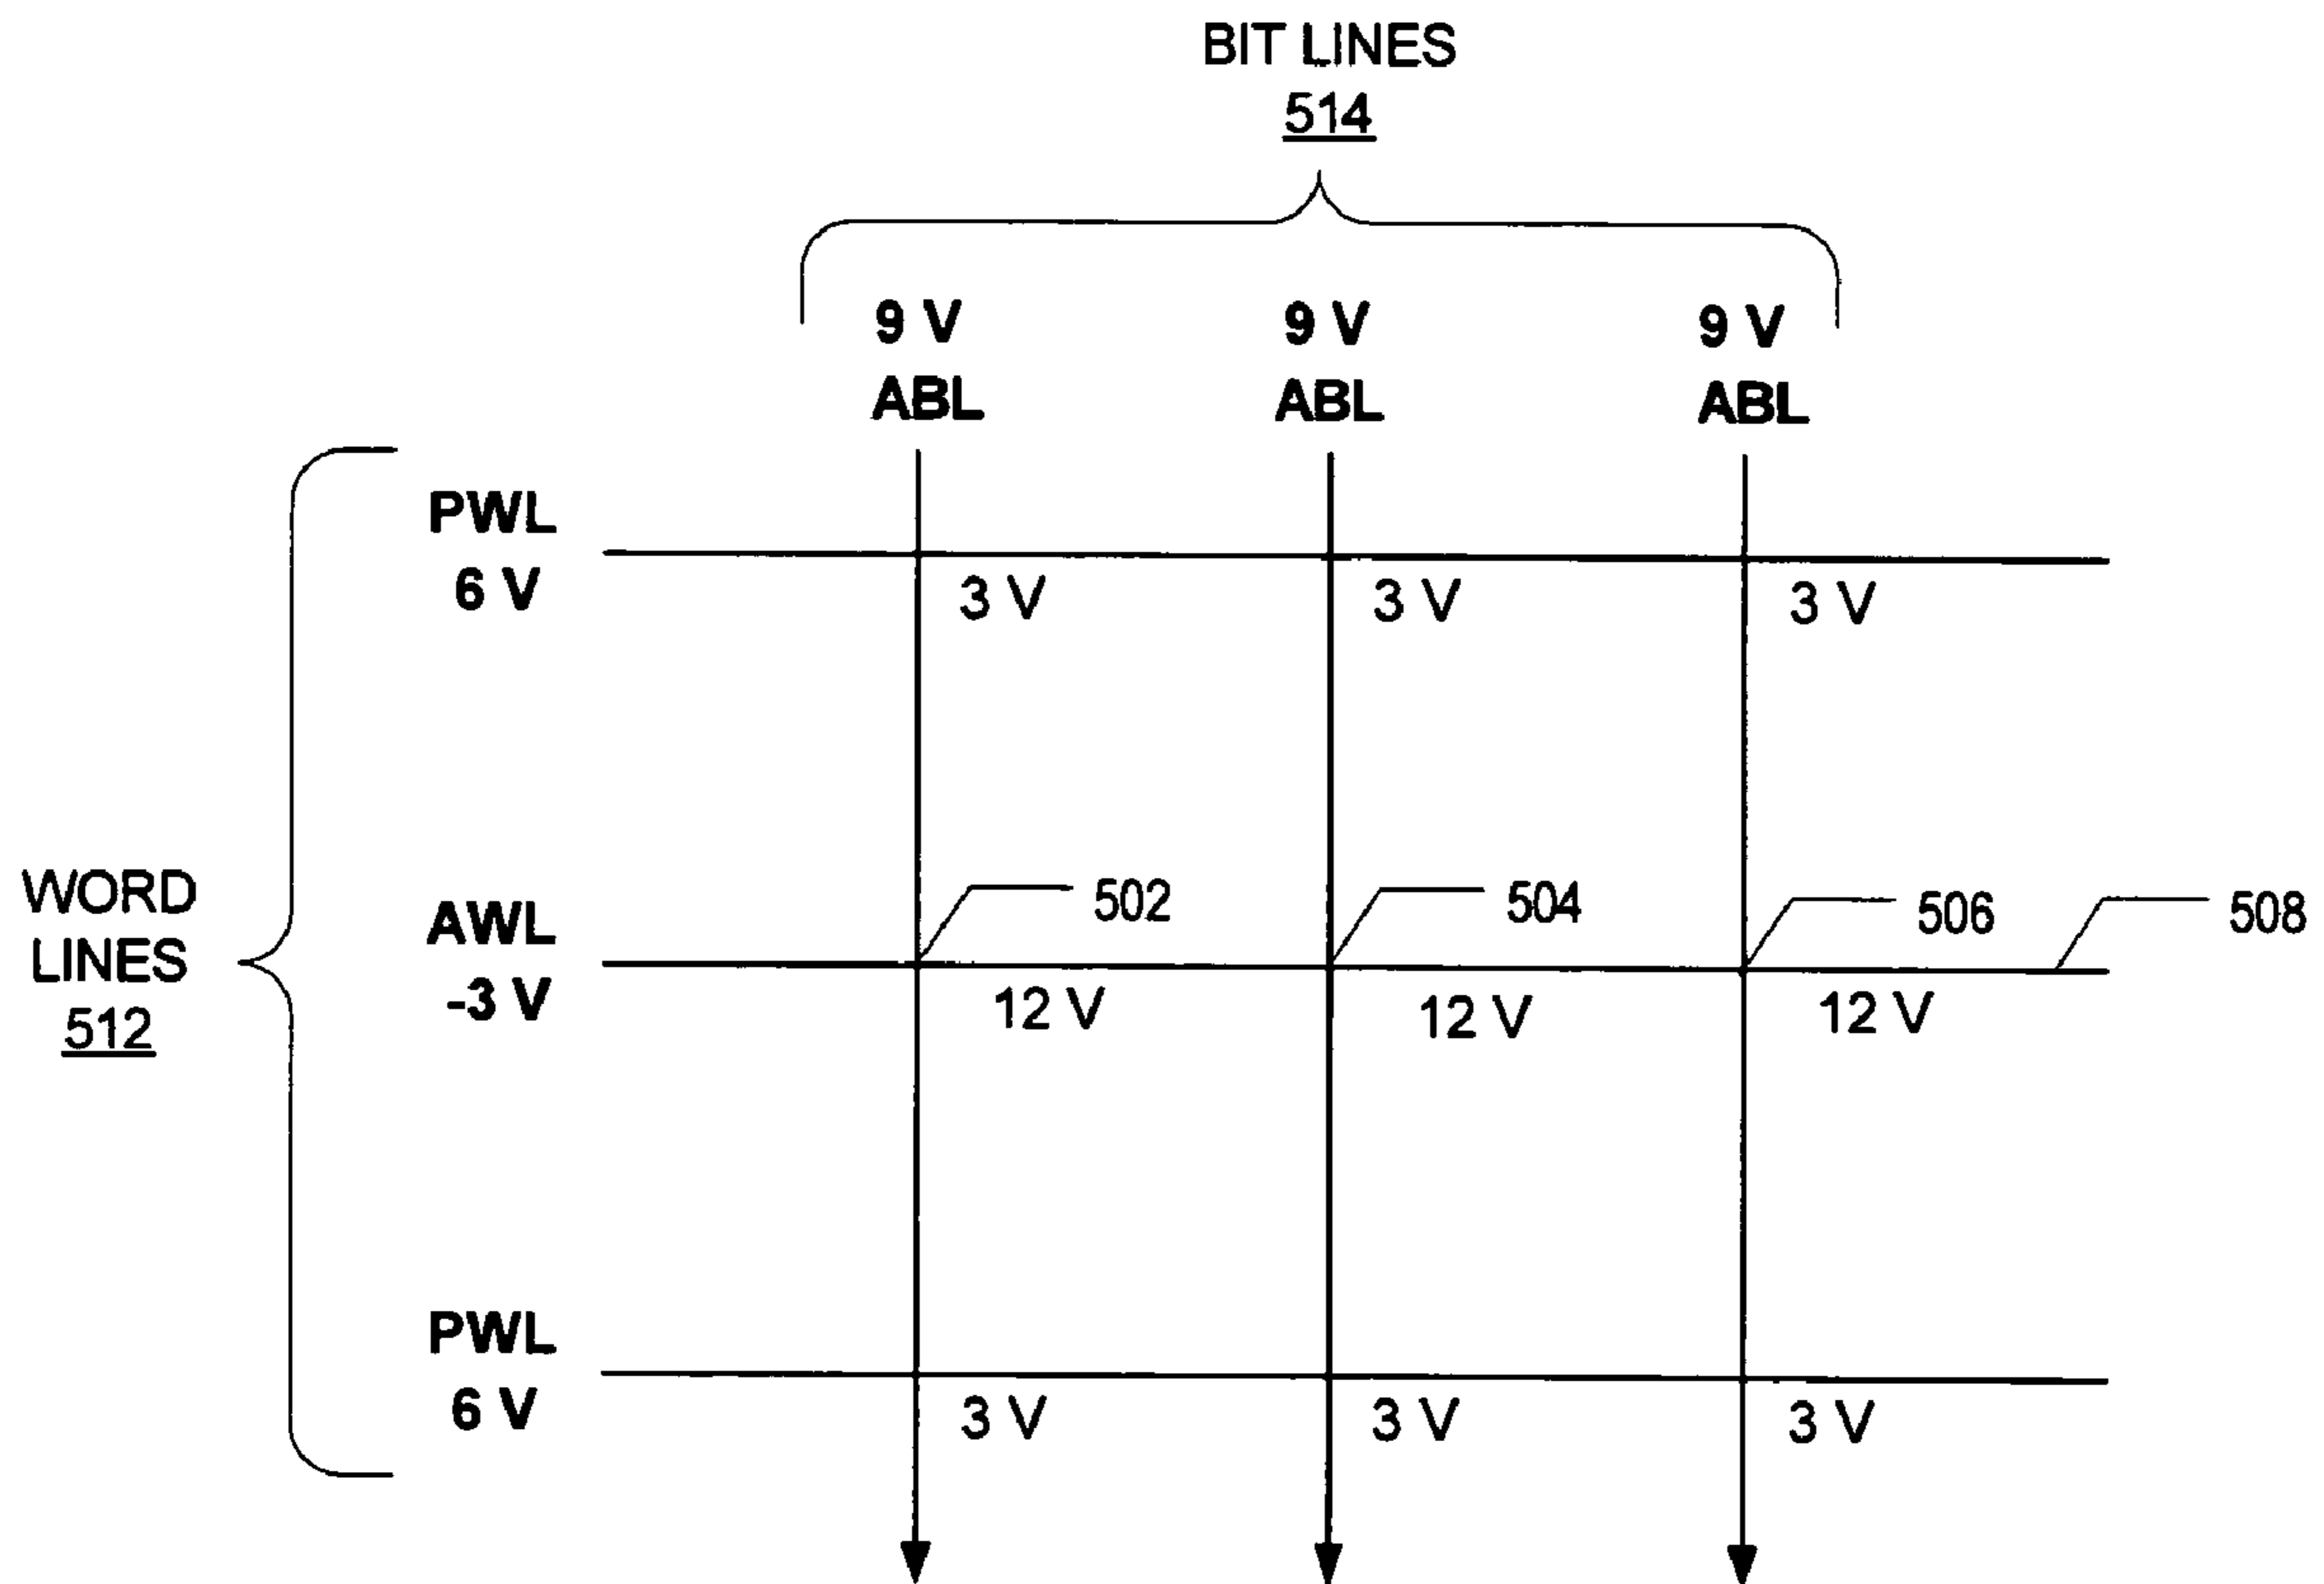 BIT LINES
514
9 V 9 V 9 V
ABL ABL ABL
PWL
6 V 3 V 3 V 3 V
WORD
LINES
512
AWL 502 504 506 508
-3 V 12 V 12 V 12 V
PWL
6 V 3 V 3 V 3 V